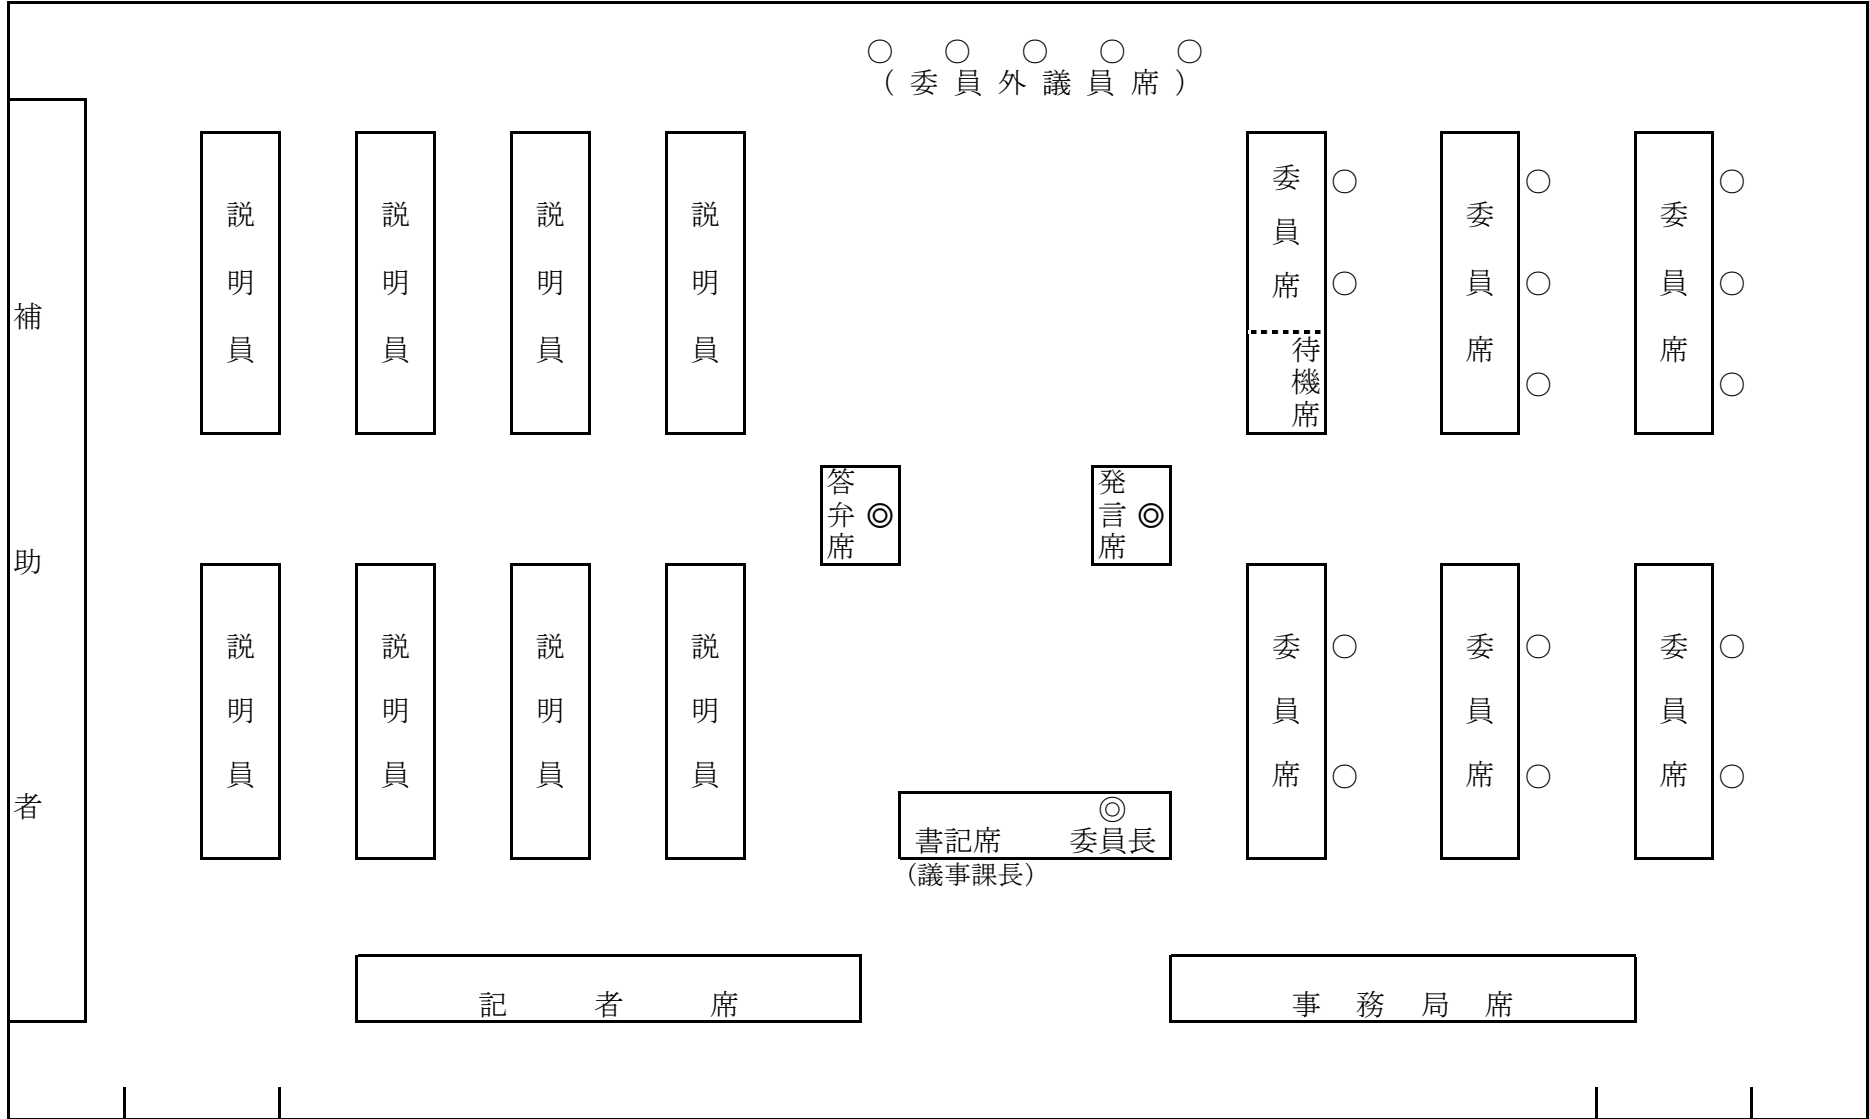 （委員外議員席）
補助者
説明員
説明員
説明員
説明員
委員席
待機席
委員席
委員席
答弁席 ◎
発言席 ◎
説明員
説明員
説明員
説明員
委員席
委員席
委員席
◎
書記席 委員長
（議事課長）
記者席
事務局席